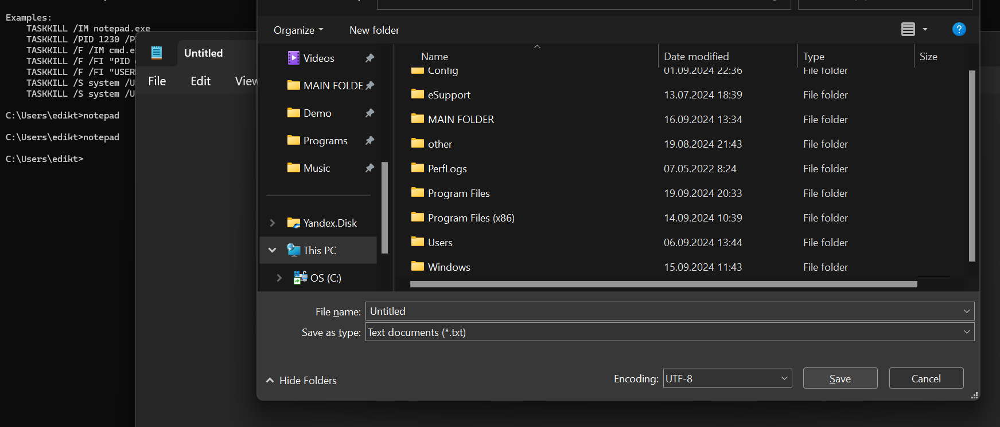 Examples:
TASKKILL /IM notepad.exe
TASKKILL /PID 1230 /P
TASKKILL /F /IM cmd.e
TASKKILL /F /FI "PID
TASKKILL /F /FI "USER
TASKKILL /S system /U
TASKKILL /S system /U
C:\Users\edikt>notepad
C:\Users\edikt>notepad
C:\Users\edikt>
Untitled
File Edit View
Organize New folder
Videos
MAIN FOLDE
Demo
Programs
Music
Yandex.Disk
This PC
OS (C:)
Name Date modified Type Size
Config 01.09.2024 22:36 File folder
eSupport 13.07.2024 18:39 File folder
MAIN FOLDER 16.09.2024 13:34 File folder
other 19.08.2024 21:43 File folder
PerfLogs 07.05.2022 8:24 File folder
Program Files 19.09.2024 20:33 File folder
Program Files (x86) 14.09.2024 10:39 File folder
Users 06.09.2024 13:44 File folder
Windows 15.09.2024 11:43 File folder
File name: Untitled
Save as type: Text documents (*.txt)
Hide Folders Encoding: UTF-8 Save Cancel